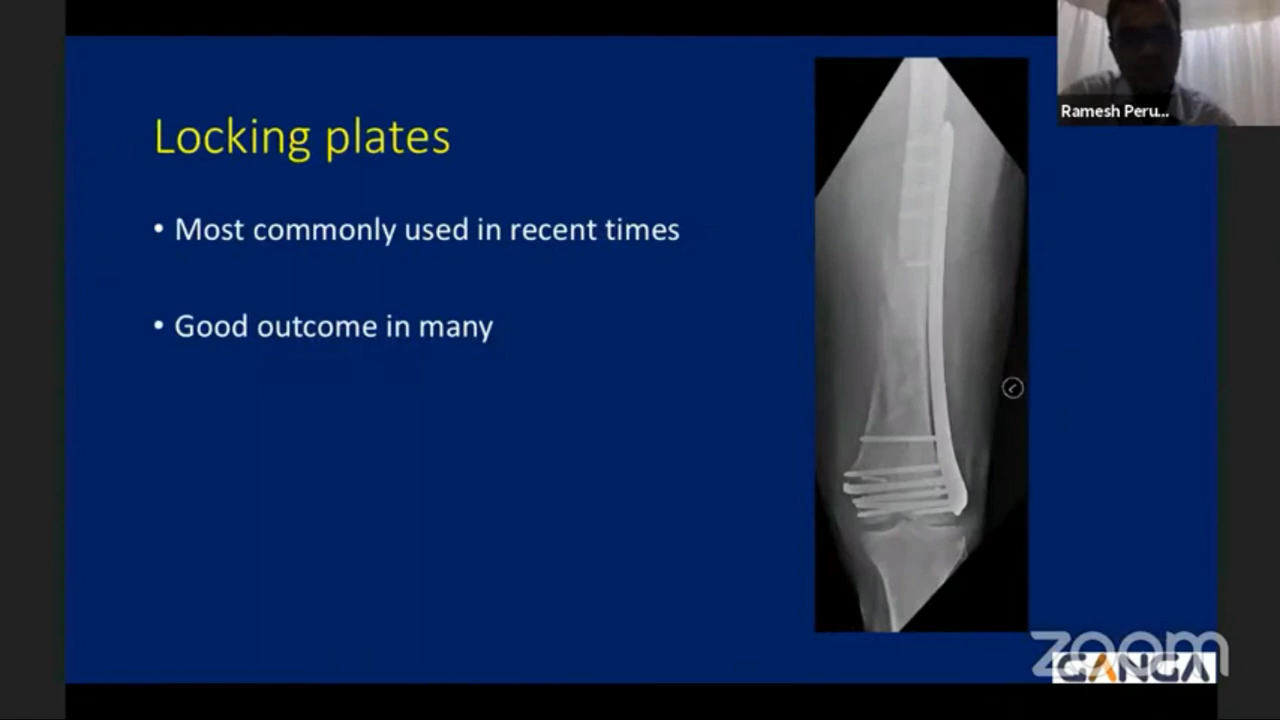 Ramesh Peru...
Locking plates
• Most commonly used in recent times
• Good outcome in many
zoom
GANGA